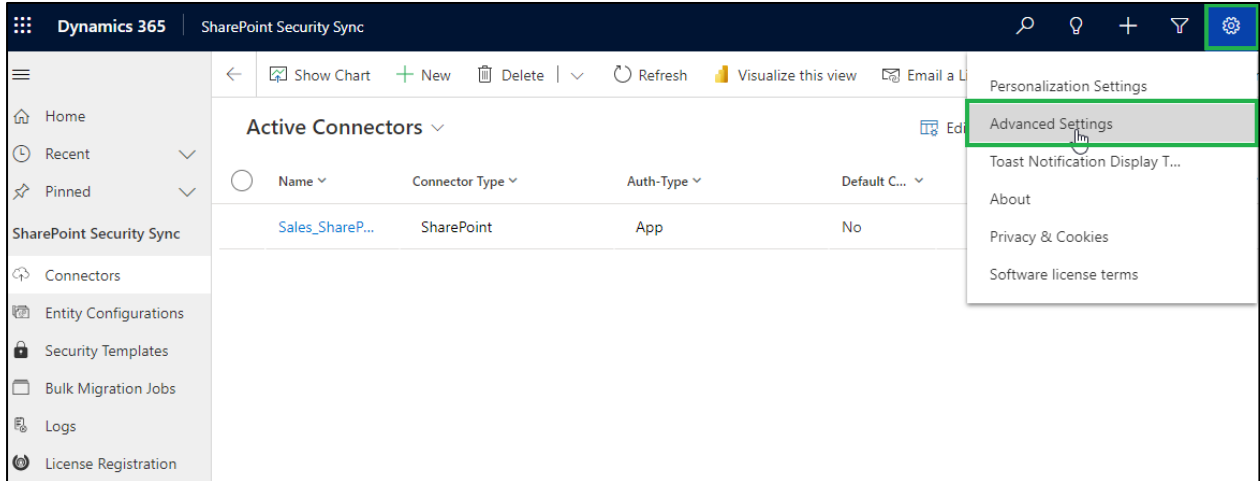 Dynamics 365 SharePoint Security Sync
Show Chart New Delete Refresh Visualize this view Email a Li
Personalization Settings
Advanced Settings
Toast Notification Display T...
About
Privacy & Cookies
Software license terms
Home
Recent
Pinned
SharePoint Security Sync
Connectors
Entity Configurations
Security Templates
Bulk Migration Jobs
Logs
License Registration
Active Connectors
Edi
Name Connector Type Auth-Type Default C...
Sales_ShareP... SharePoint App No